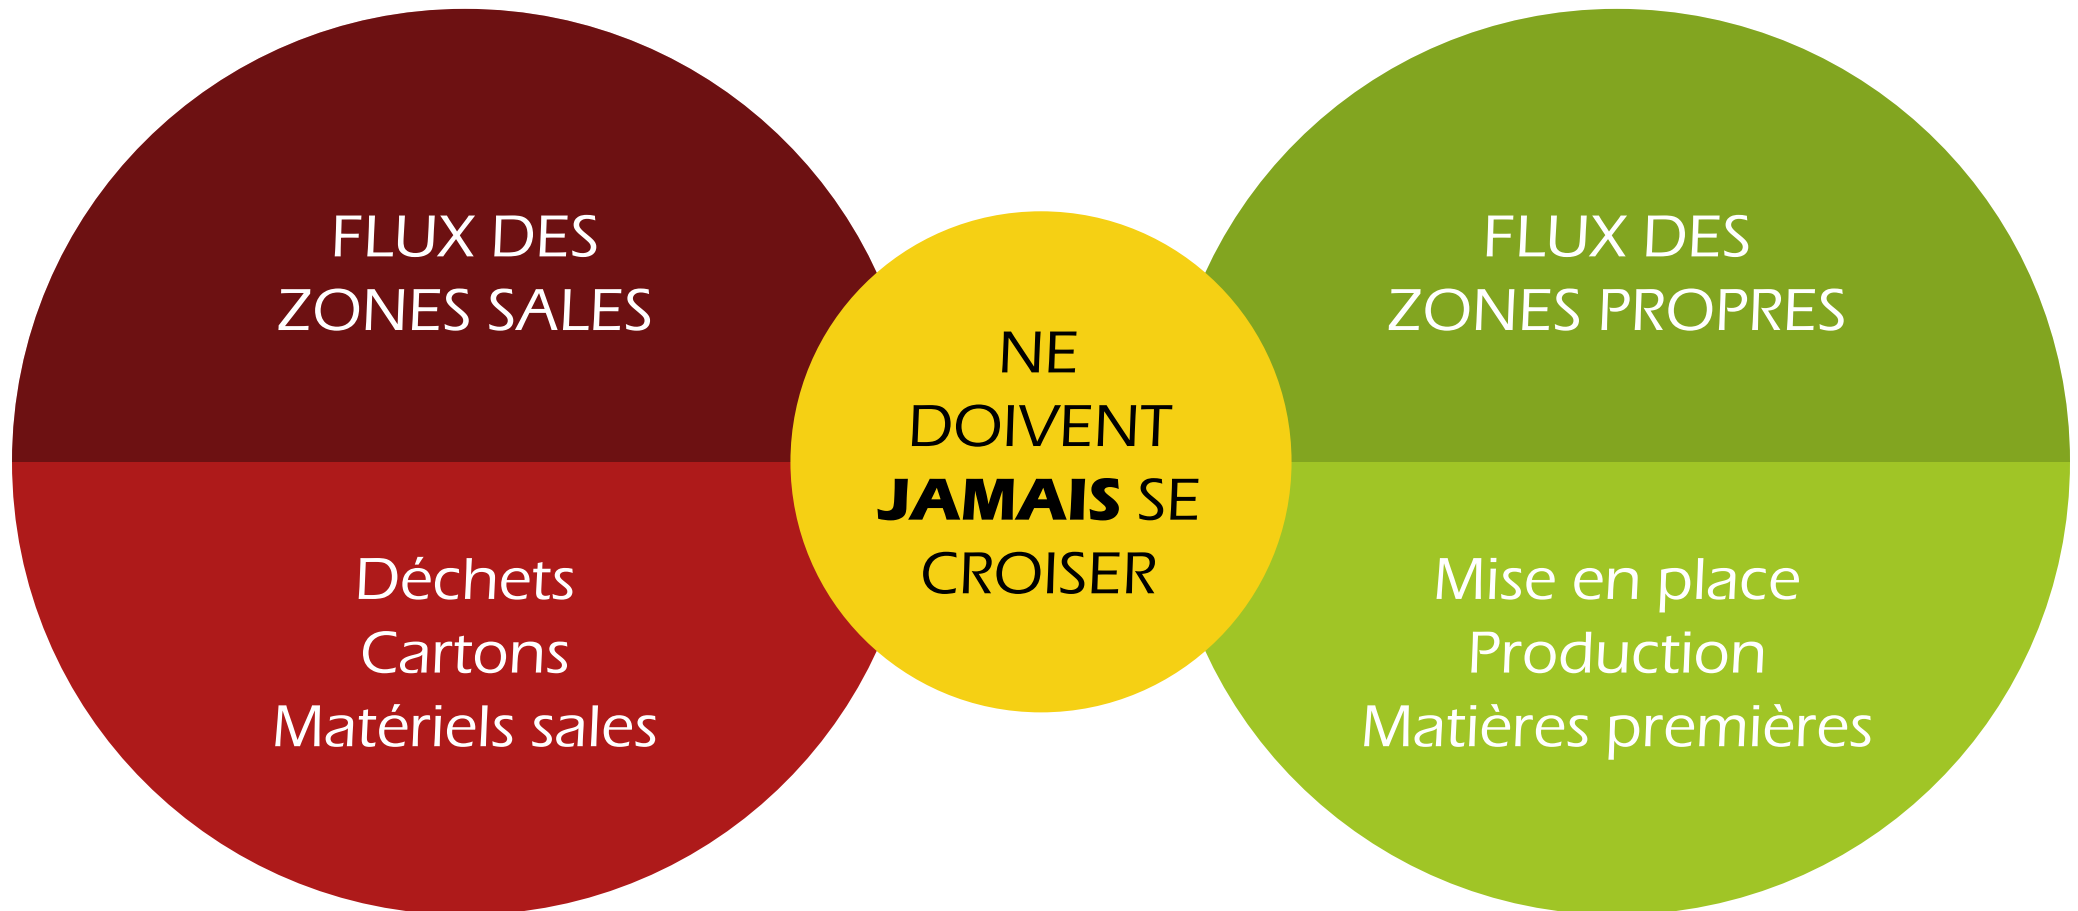 FLUX DES
ZONES SALES
Déchets
Cartons
Matériels sales
NE
DOIVENT
JAMAIS SE
CROISER
FLUX DES
ZONES PROPRES
Mise en place
Production
Matières premières